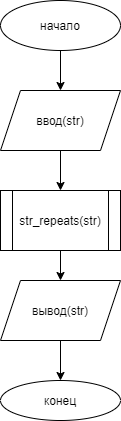 начало
ввод(str)
str_repeats(str)
вывод(str)
конец